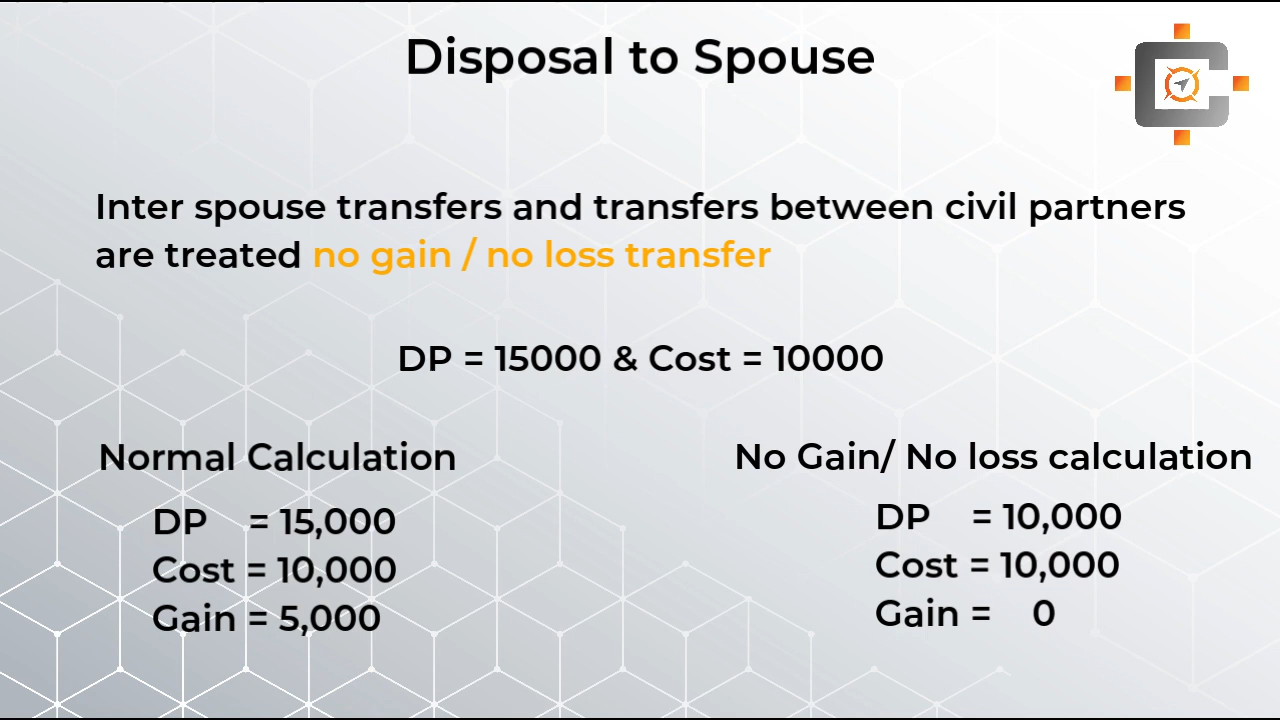 Disposal to Spouse
Inter spouse transfers and transfers between civil partners
are treated no gain / no loss transfer
DP = 15000 & Cost = 10000
Normal Calculation
DP = 15,000
Cost = 10,000
Gain = 5,000
No Gain/ No loss calculation
DP = 10,000
Cost = 10,000
Gain = 0